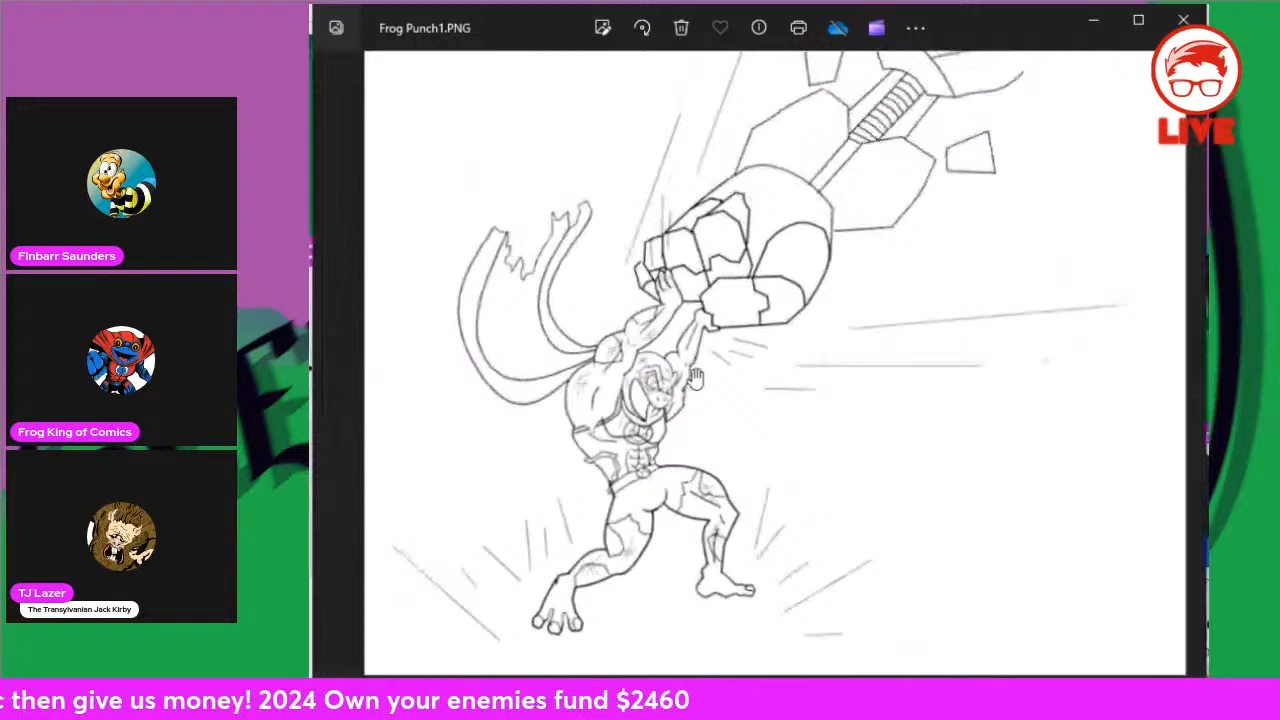 Frog Punch1.PNG
LIVE
Finbarr Saunders
Frog King of Comics
TJ Lazer
The Transylvanian Jack Kirby
then give us money! 2024 Own your enemies fund $2460